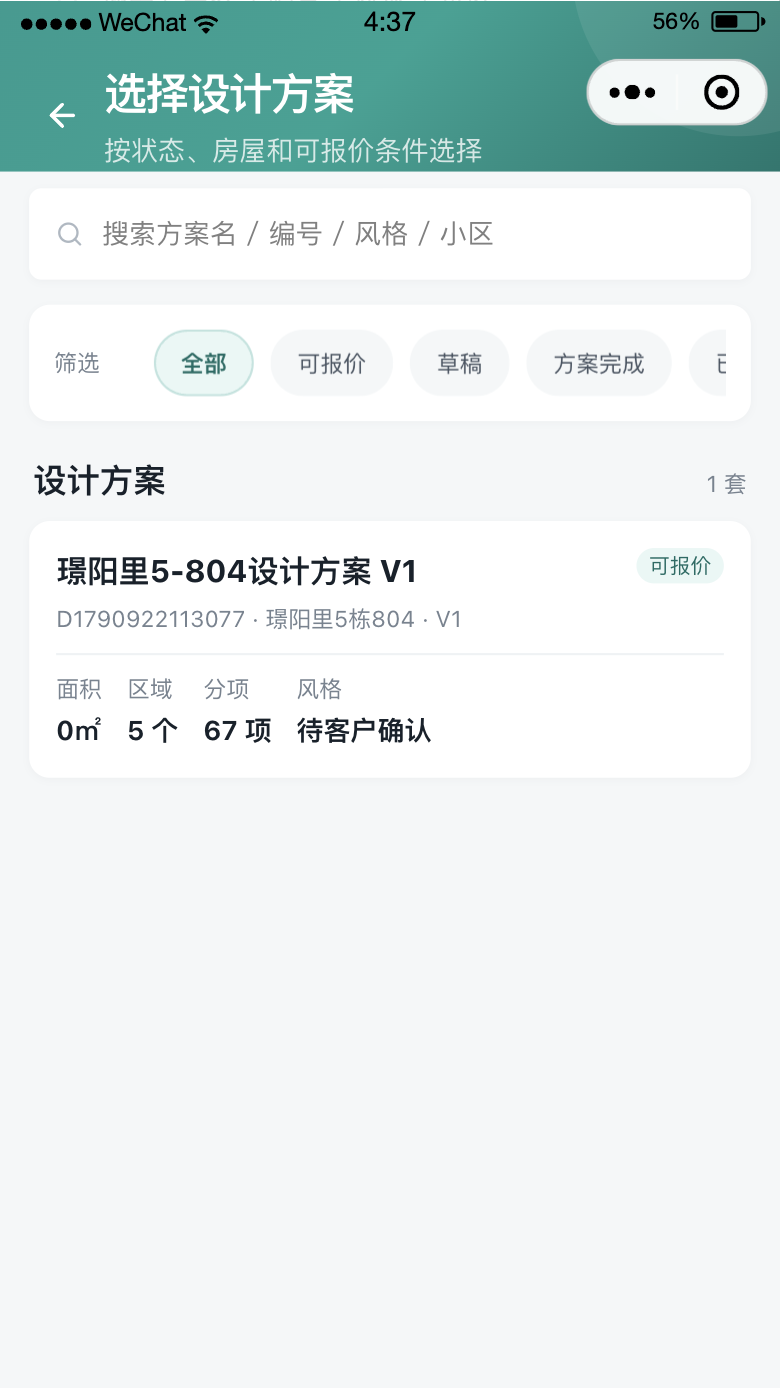 WeChat 4:37 56%
选择设计方案
按状态、房屋和可报价条件选择
搜索方案名 / 编号 / 风格 / 小区
筛选 全部 可报价 草稿 方案完成
设计方案 1 套
璟阳里5-804设计方案 V1 可报价
D1790922113077 · 璟阳里5栋804 · V1
面积 区域 分项 风格
0㎡ 5 个 67 项 待客户确认